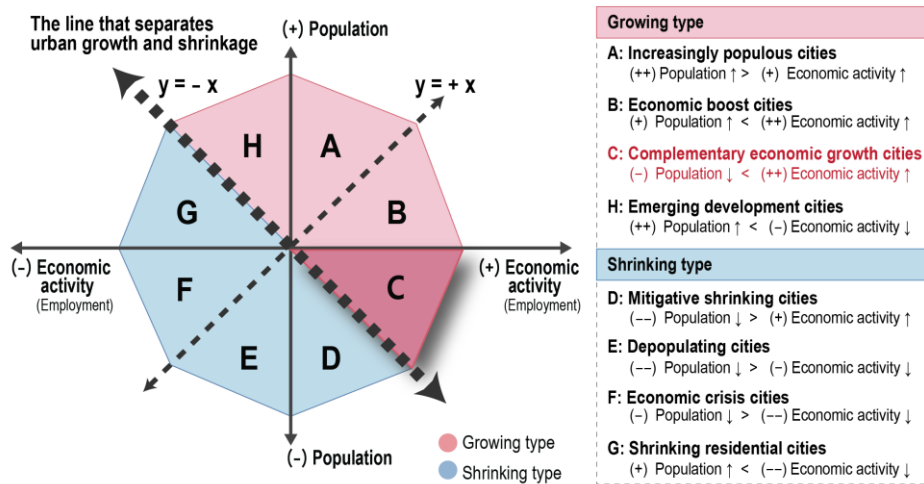 The line that separates
urban growth and shrinkage
(+) Population
y = – x
y = + x
H
A
G
B
(–) Economic
activity
(Employment)
F
C
(+) Economic
activity
(Employment)
E
D
(–) Population
Growing type
Shrinking type
Growing type
A: Increasingly populous cities
(++) Population ↑ > (+) Economic activity ↑
B: Economic boost cities
(+) Population ↑ < (++) Economic activity ↑
C: Complementary economic growth cities
(-) Population ↓ < (++) Economic activity ↑
H: Emerging development cities
(++) Population ↑ < (–) Economic activity ↓
Shrinking type
D: Mitigative shrinking cities
(––) Population ↓ > (+) Economic activity ↑
E: Depopulating cities
(––) Population ↓ > (-) Economic activity ↓
F: Economic crisis cities
(-) Population ↓ > (––) Economic activity ↓
G: Shrinking residential cities
(+) Population ↑ < (––) Economic activity ↓